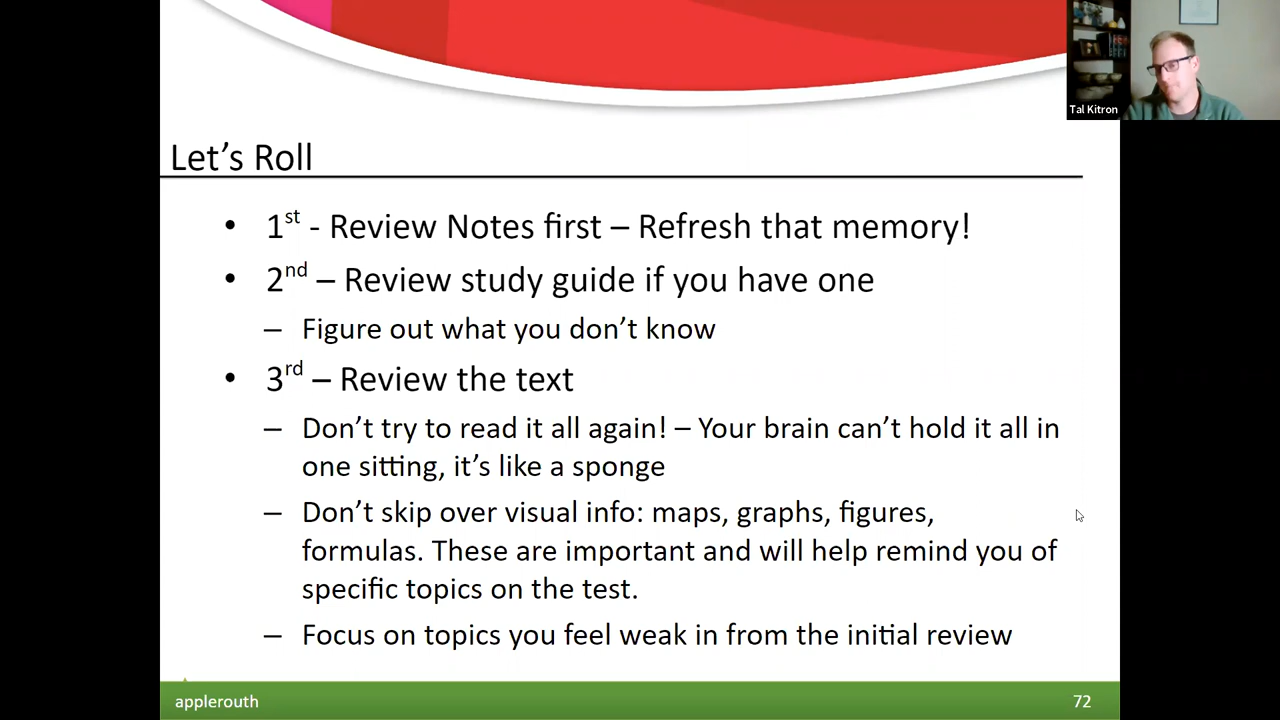 Tal Kitron
Let's Roll
• 1st - Review Notes first – Refresh that memory!
• 2nd – Review study guide if you have one
– Figure out what you don't know
• 3rd – Review the text
– Don't try to read it all again! – Your brain can't hold it all in
one sitting, it's like a sponge
– Don't skip over visual info: maps, graphs, figures,
formulas. These are important and will help remind you of
specific topics on the test.
– Focus on topics you feel weak in from the initial review
applerouth
72